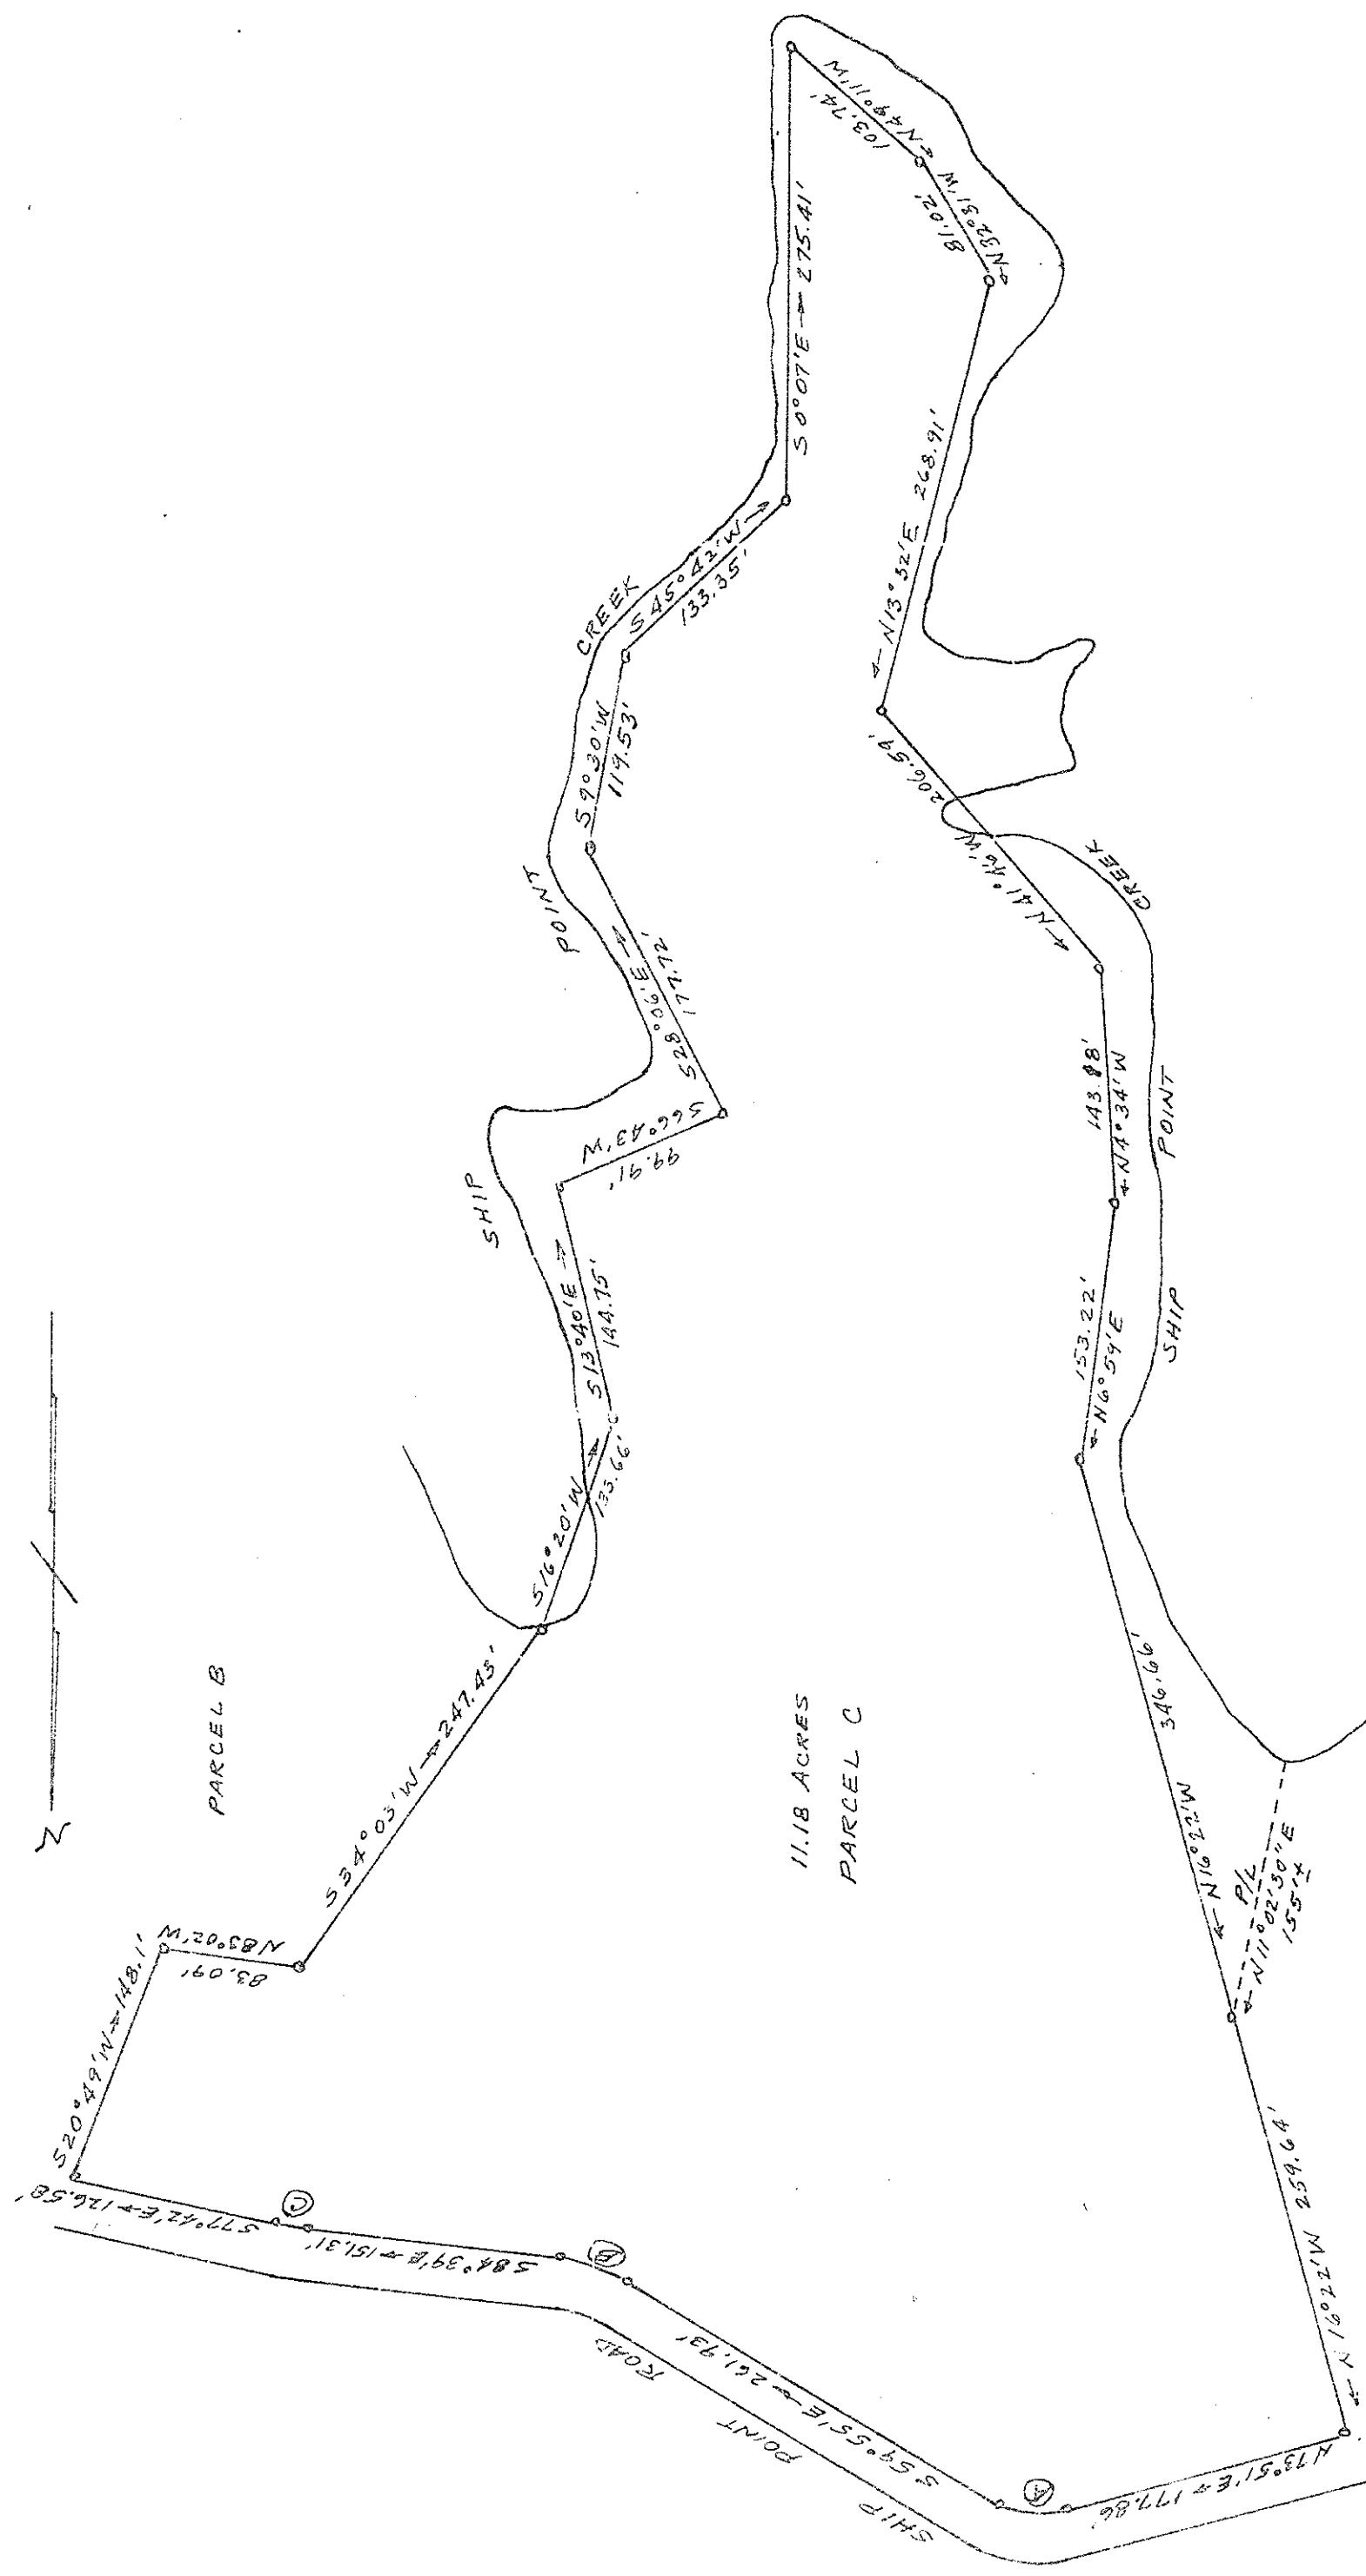 N
PARCEL B
11.18 ACRES
PARCEL C
SHIP
POINT
CREEK
SHIP
POINT
CREEK
SHIP
POINT
ROAD
S20°49'W → 148.1'
N83°02'W
83.09'
S34°03'W → 247.43'
S16°20'W →
133.66'
S13°40'E →
144.75'
S66°43'W
99.91'
S28°06'E →
177.72'
S9°30'W
119.53'
S45°43'W →
133.35'
S0°07'E → 275.41'
← N49°11'W
103.74'
← N32°31'W
81.02'
← N13°32'E 268.91'
← N41°46'W
206.59'
143.88'
← N4°34'W
153.22'
← N6°59'E
346.66'
← N16°22'W
P/L
← N11°02'30"E
155'±
← N 16°22'W 259.64'
N73°51'E → 177.86'
A
S59°55'E → 261.93'
B
S84°39'E → 151.31'
C
S77°42'E → 126.58'